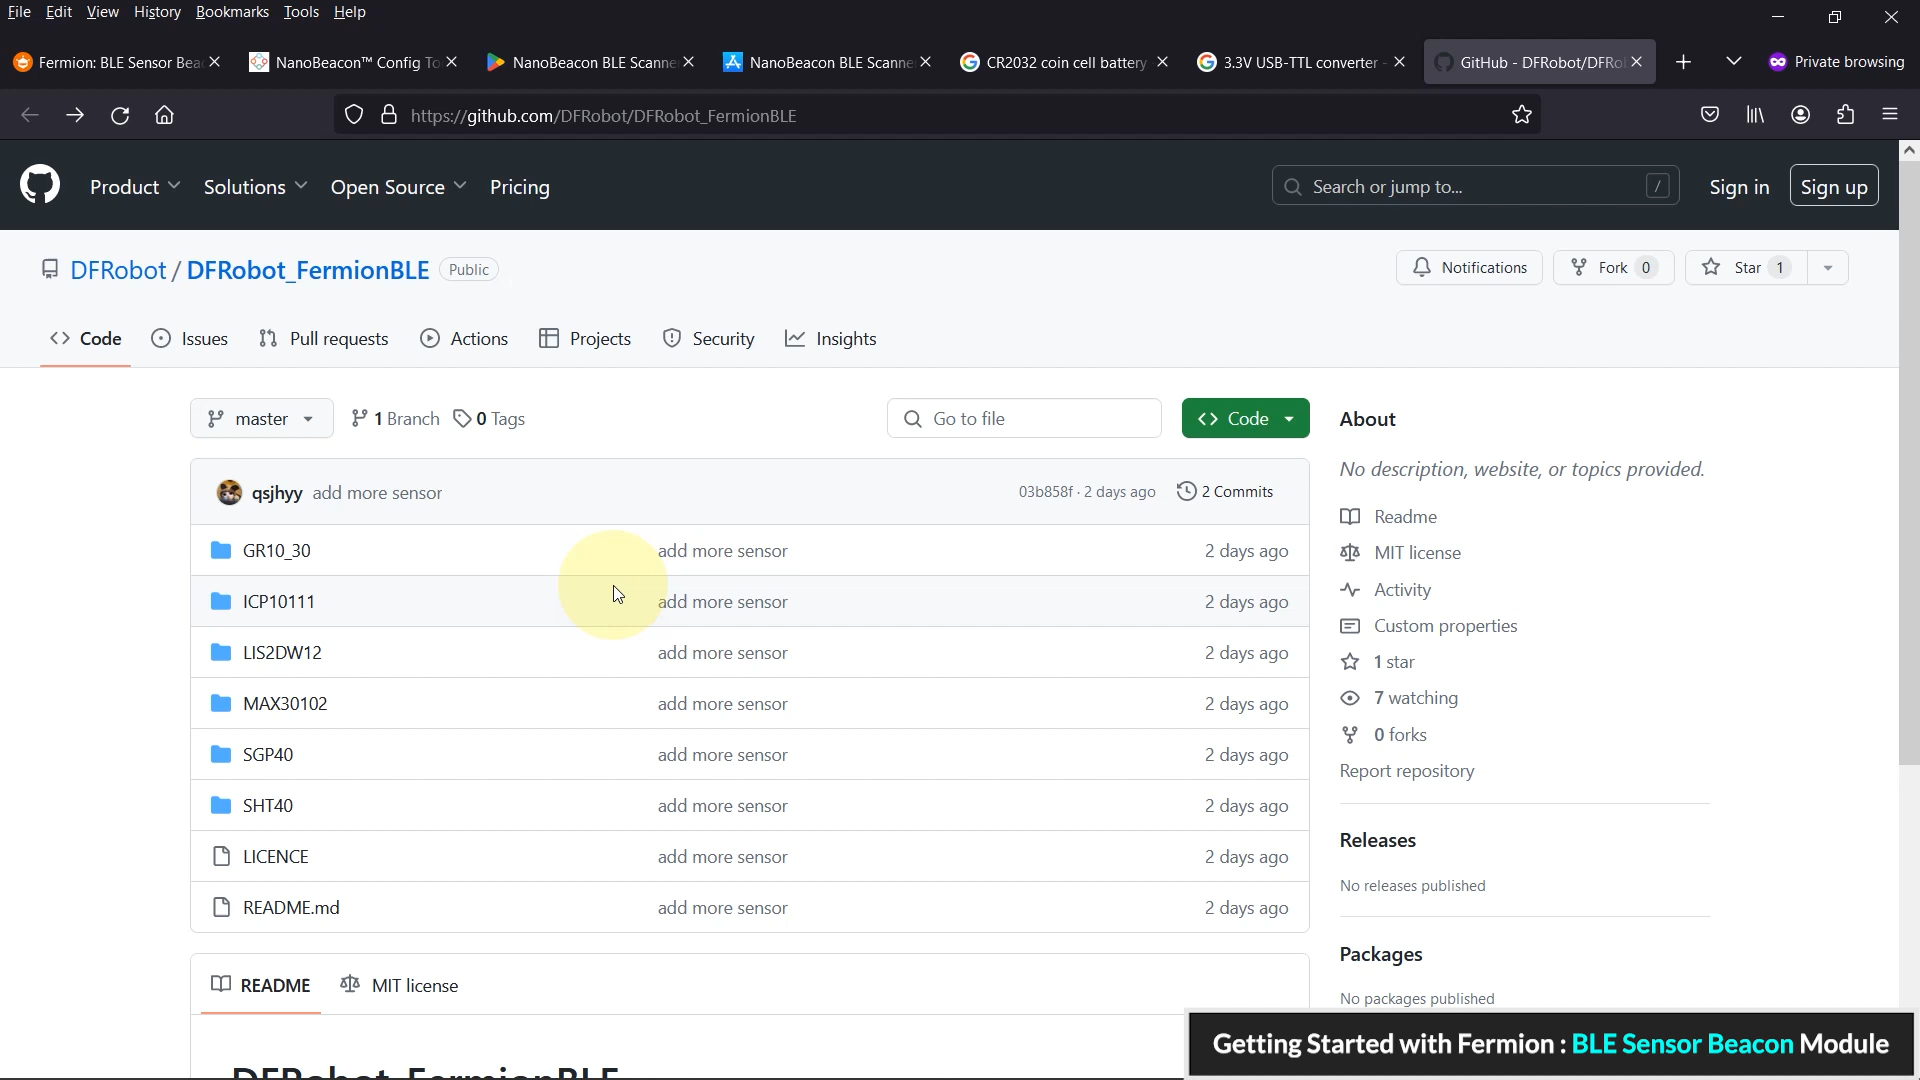 File Edit View History Bookmarks Tools Help
Fermion: BLE Sensor Bea
NanoBeacon™ Config To
NanoBeacon BLE Scanne
NanoBeacon BLE Scanne
CR2032 coin cell battery
3.3V USB-TTL converter -
GitHub - DFRobot/DFRo
Private browsing
https://github.com/DFRobot/DFRobot_FermionBLE
Product Solutions Open Source Pricing
Search or jump to... /
Sign in Sign up
DFRobot / DFRobot_FermionBLE Public
Notifications Fork 0 Star 1
Code Issues Pull requests Actions Projects Security Insights
master 1 Branch 0 Tags
Go to file
Code
qsjhyy add more sensor 03b858f · 2 days ago 2 Commits
GR10_30 add more sensor 2 days ago
ICP10111 add more sensor 2 days ago
LIS2DW12 add more sensor 2 days ago
MAX30102 add more sensor 2 days ago
SGP40 add more sensor 2 days ago
SHT40 add more sensor 2 days ago
LICENCE add more sensor 2 days ago
README.md add more sensor 2 days ago
README MIT license
DFRobot_FermionBLE
About
No description, website, or topics provided.
Readme
MIT license
Activity
Custom properties
1 star
7 watching
0 forks
Report repository
Releases
No releases published
Packages
No packages published
Getting Started with Fermion : BLE Sensor Beacon Module